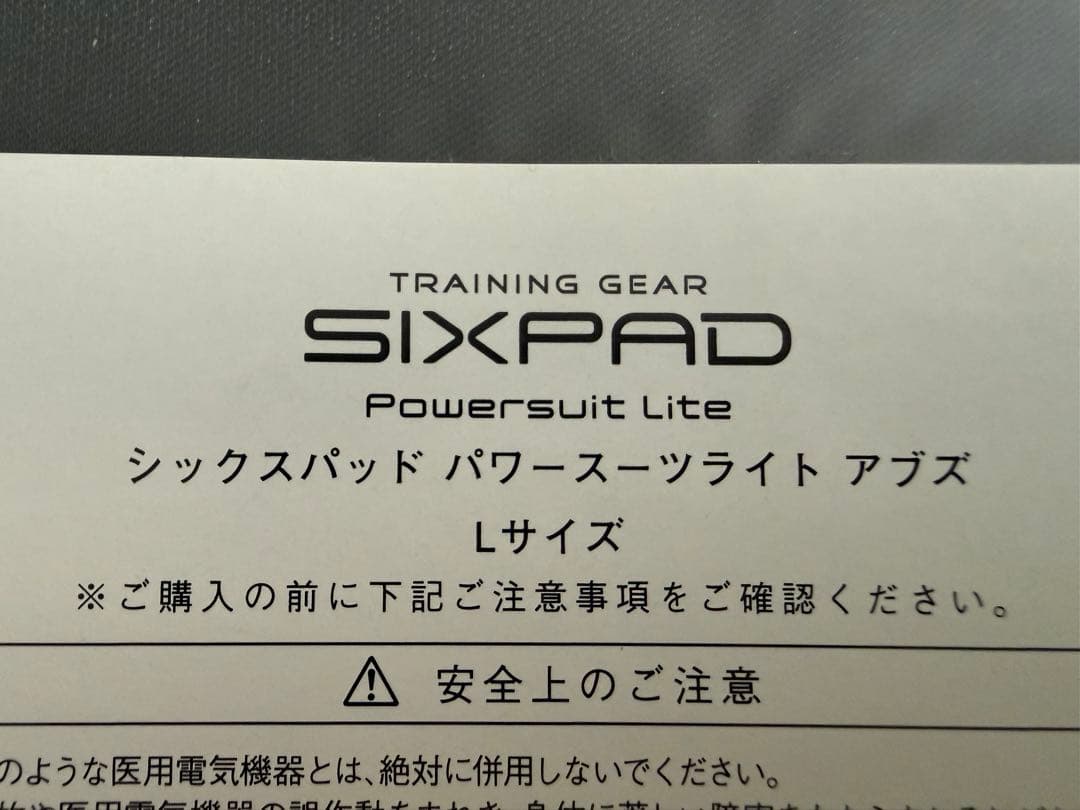 TRAINING GEAR
SIXPAD
Powersuit Lite
シックスパッド パワースーツライト アブズ
Lサイズ
※ご購入の前に下記ご注意事項をご確認ください。
安全上のご注意
のような医用電気機器とは、絶対に併用しないでください。